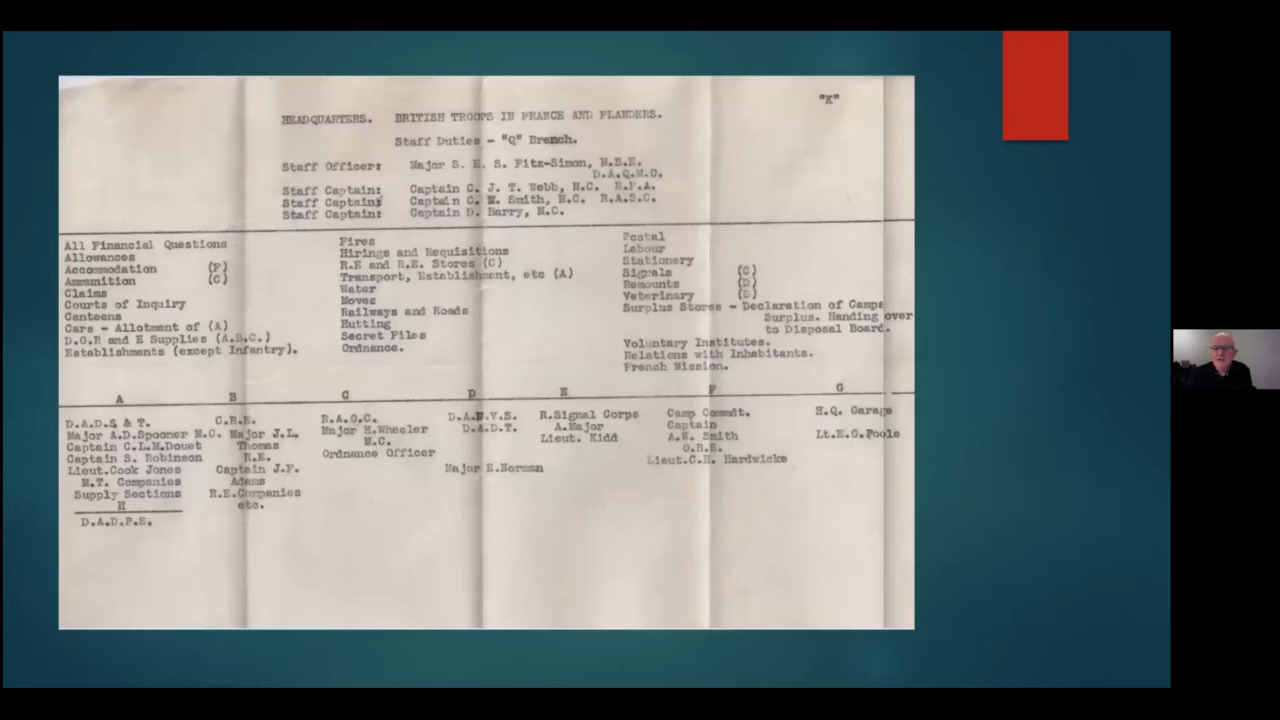 "X"
HEADQUARTERS. BRITISH TROOPS IN FRANCE AND FLANDERS.
Staff Duties - "Q" Branch.
Staff Officer: Major S. E. S. Fitz-Simon, M.B.E.
D.A.Q.M.G.
Staff Captain: Captain C. J. T. Webb, M.C. R.F.A.
Staff Captain: Captain C. N. Smith, M.C. R.A.S.C.
Staff Captain: Captain D. Barry, M.C.
All Financial Questions
Allowances
Accommodation (F)
Ammunition (C)
Claims
Courts of Inquiry
Canteens
Cars - Allotment of (A)
D.G.R and E Supplies (A.B.C.)
Establishments (except Infantry).
Fires
Hirings and Requisitions
R.E and R.E. Stores (C)
Transport, Establishment, etc (A)
Water
Moves
Railways and Roads
Hutting
Secret Files
Ordnance.
Postal
Labour
Stationery
Signals
Remounts (D)
Veterinary
Surplus Stores - Declaration of Camps
Surplus. Handing over
to Disposal Board.
Voluntary Institutes.
Relations with Inhabitants.
French Mission.
A B C D E F G
D.A.D.S & T.
Major A.D.Spooner M.C.
Captain C.L.M.Douet
Captain S. Robinson
Lieut.Cook Jones
M.T. Companies
Supply Sections
H
D.A.D.P.S.
C.R.E.
Major J.L.
Thomas
R.E.
Captain J.F.
Adams
R.E.Companies
etc.
R.A.O.C.
Major H.Wheeler
M.C.
Ordnance Officer
D.A.D.V.S.
D.A.D.T.
Major E.Norman
R.Signal Corps
A.Major
Lieut. Kidd
Camp Commdt.
Captain
A.W. Smith
O.B.E.
Lieut.C.H. Hardwicke
H.Q. Garage
Lt.E.G.Poole